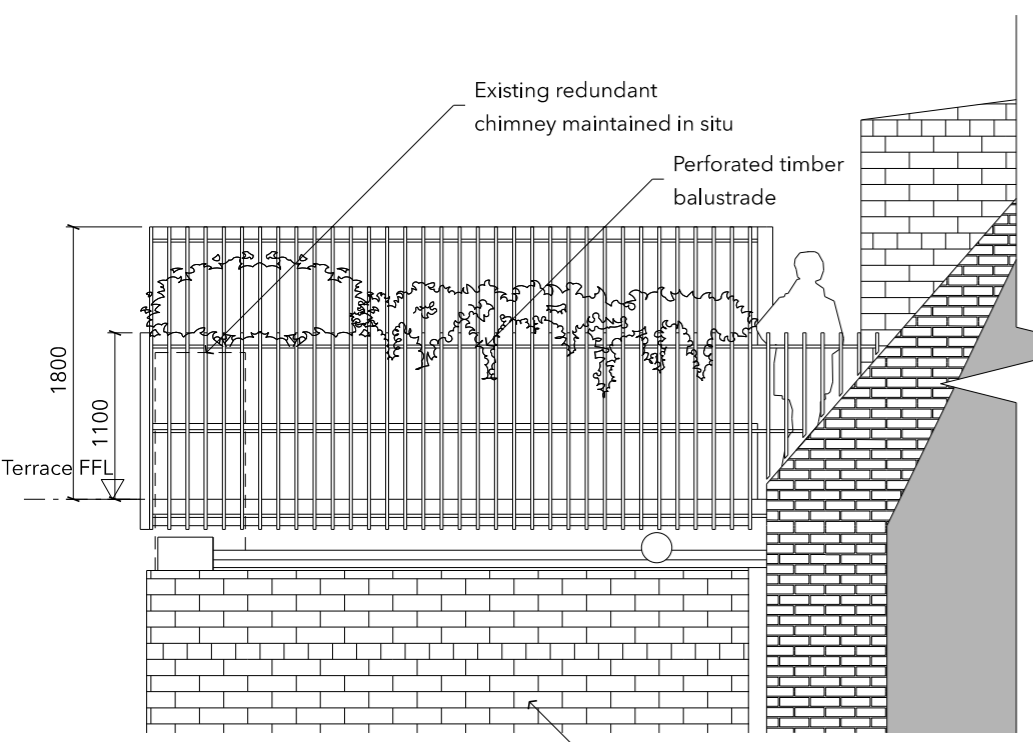 Existing redundant
chimney maintained in situ
Perforated timber
balustrade
1800
1100
Terrace FFL